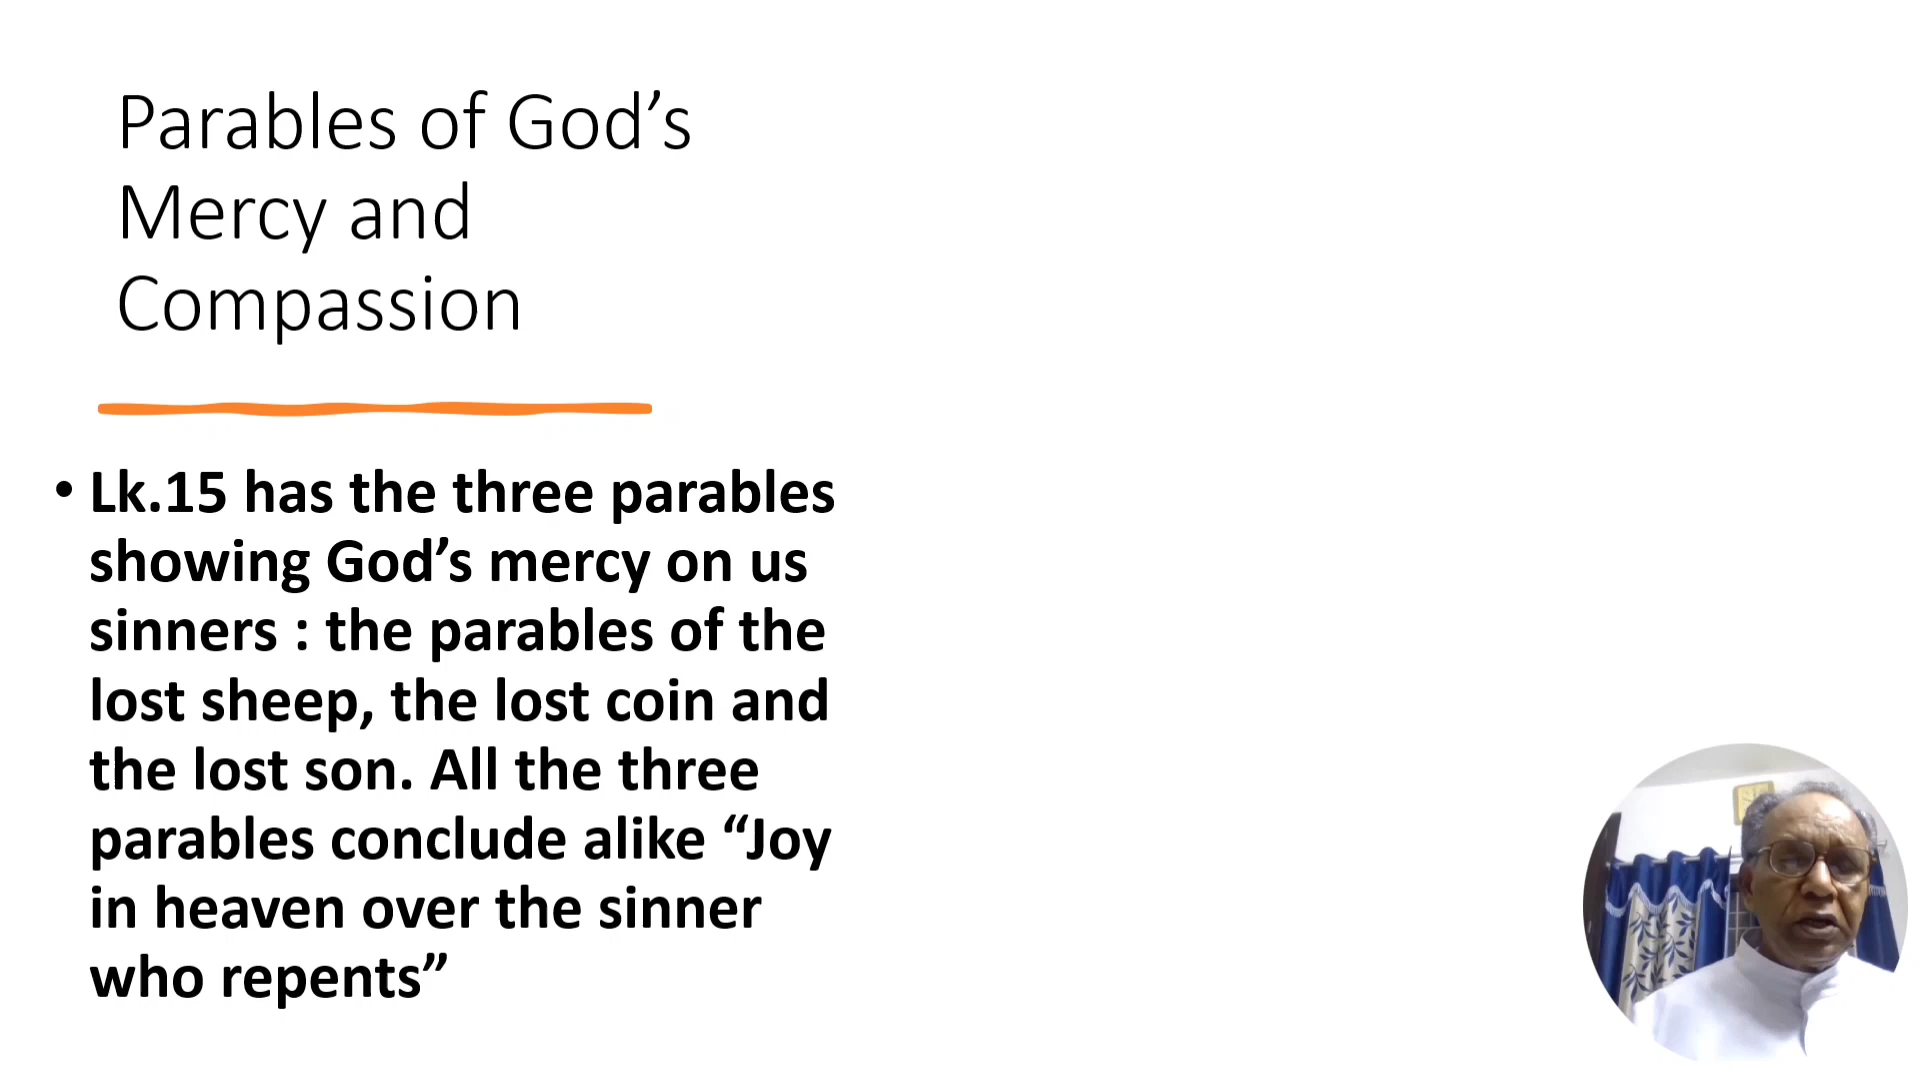 Parables of God’s
Mercy and
Compassion
• Lk.15 has the three parables
showing God’s mercy on us
sinners : the parables of the
lost sheep, the lost coin and
the lost son. All the three
parables conclude alike “Joy
in heaven over the sinner
who repents”